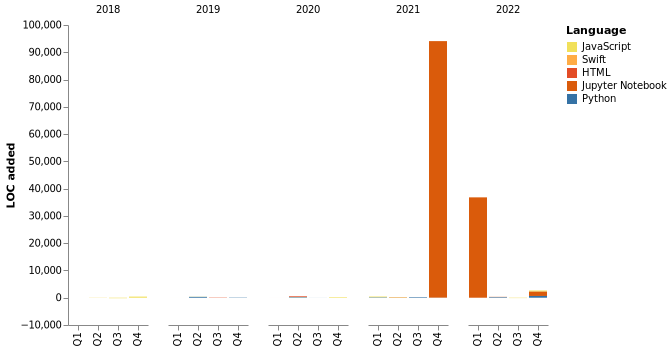 2018 2019 2020 2021 2022
Language
JavaScript
Swift
HTML
Jupyter Notebook
Python
LOC added
100,000
90,000
80,000
70,000
60,000
50,000
40,000
30,000
20,000
10,000
0
−10,000
Q1 Q2 Q3 Q4 Q1 Q2 Q3 Q4 Q1 Q2 Q3 Q4 Q1 Q2 Q3 Q4 Q1 Q2 Q3 Q4